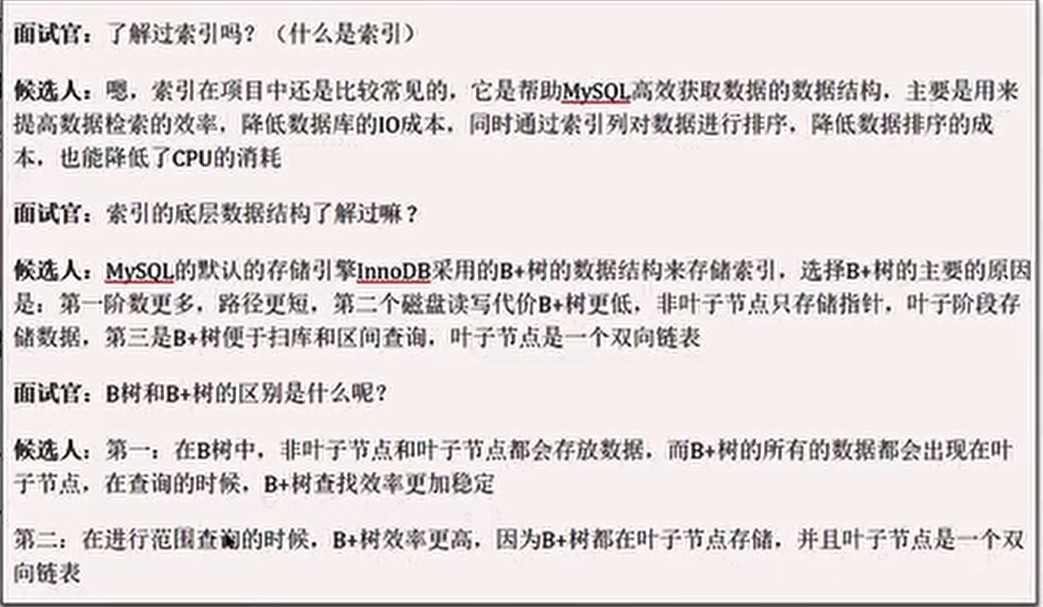 面试官：了解过索引吗？（什么是索引）
候选人：嗯，索引在项目中还是比较常见的，它是帮助MySQL高效获取数据的数据结构，主要是用来
提高数据检索的效率，降低数据库的IO成本，同时通过索引列对数据进行排序，降低数据排序的成
本，也能降低了CPU的消耗
面试官：索引的底层数据结构了解过嘛？
候选人：MySQL的默认的存储引擎InnoDB采用的B+树的数据结构来存储索引，选择B+树的主要的原因
是：第一阶数更多，路径更短，第二个磁盘读写代价B+树更低，非叶子节点只存储指针，叶子阶段存
储数据，第三是B+树便于扫库和区间查询，叶子节点是一个双向链表
面试官：B树和B+树的区别是什么呢？
候选人：第一：在B树中，非叶子节点和叶子节点都会存放数据，而B+树的所有的数据都会出现在叶
子节点，在查询的时候，B+树查找效率更加稳定
第二：在进行范围查询的时候，B+树效率更高，因为B+树都在叶子节点存储，并且叶子节点是一个双
向链表